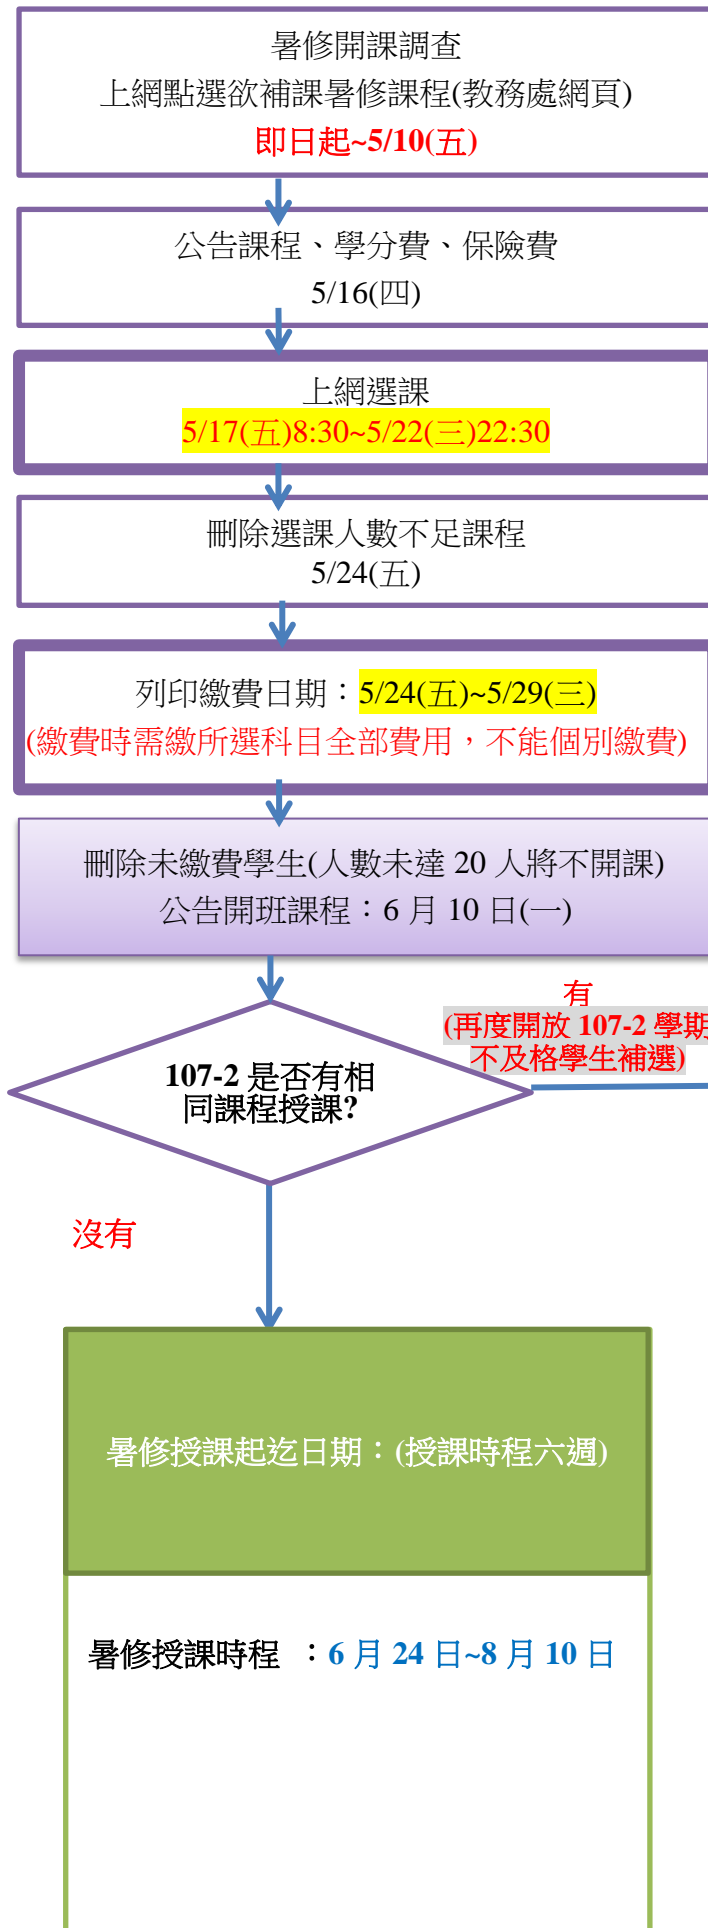 暑修開課調查
上網點選欲補課暑修課程(教務處網頁)
即日起~5/10(五)
公告課程、學分費、保險費
5/16(四)
上網選課
5/17(五)8:30~5/22(三)22:30
刪除選課人數不足課程
5/24(五)
列印繳費日期：5/24(五)~5/29(三)
(繳費時需繳所選科目全部費用，不能個別繳費)
刪除未繳費學生(人數未達 20 人將不開課)
公告開班課程：6 月 10 日(一)
有
(再度開放 107-2 學期
不及格學生補選)
107-2 是否有相
同課程授課?
沒有
暑修授課起迄日期：(授課時程六週)
暑修授課時程 ：6 月 24 日~8 月 10 日